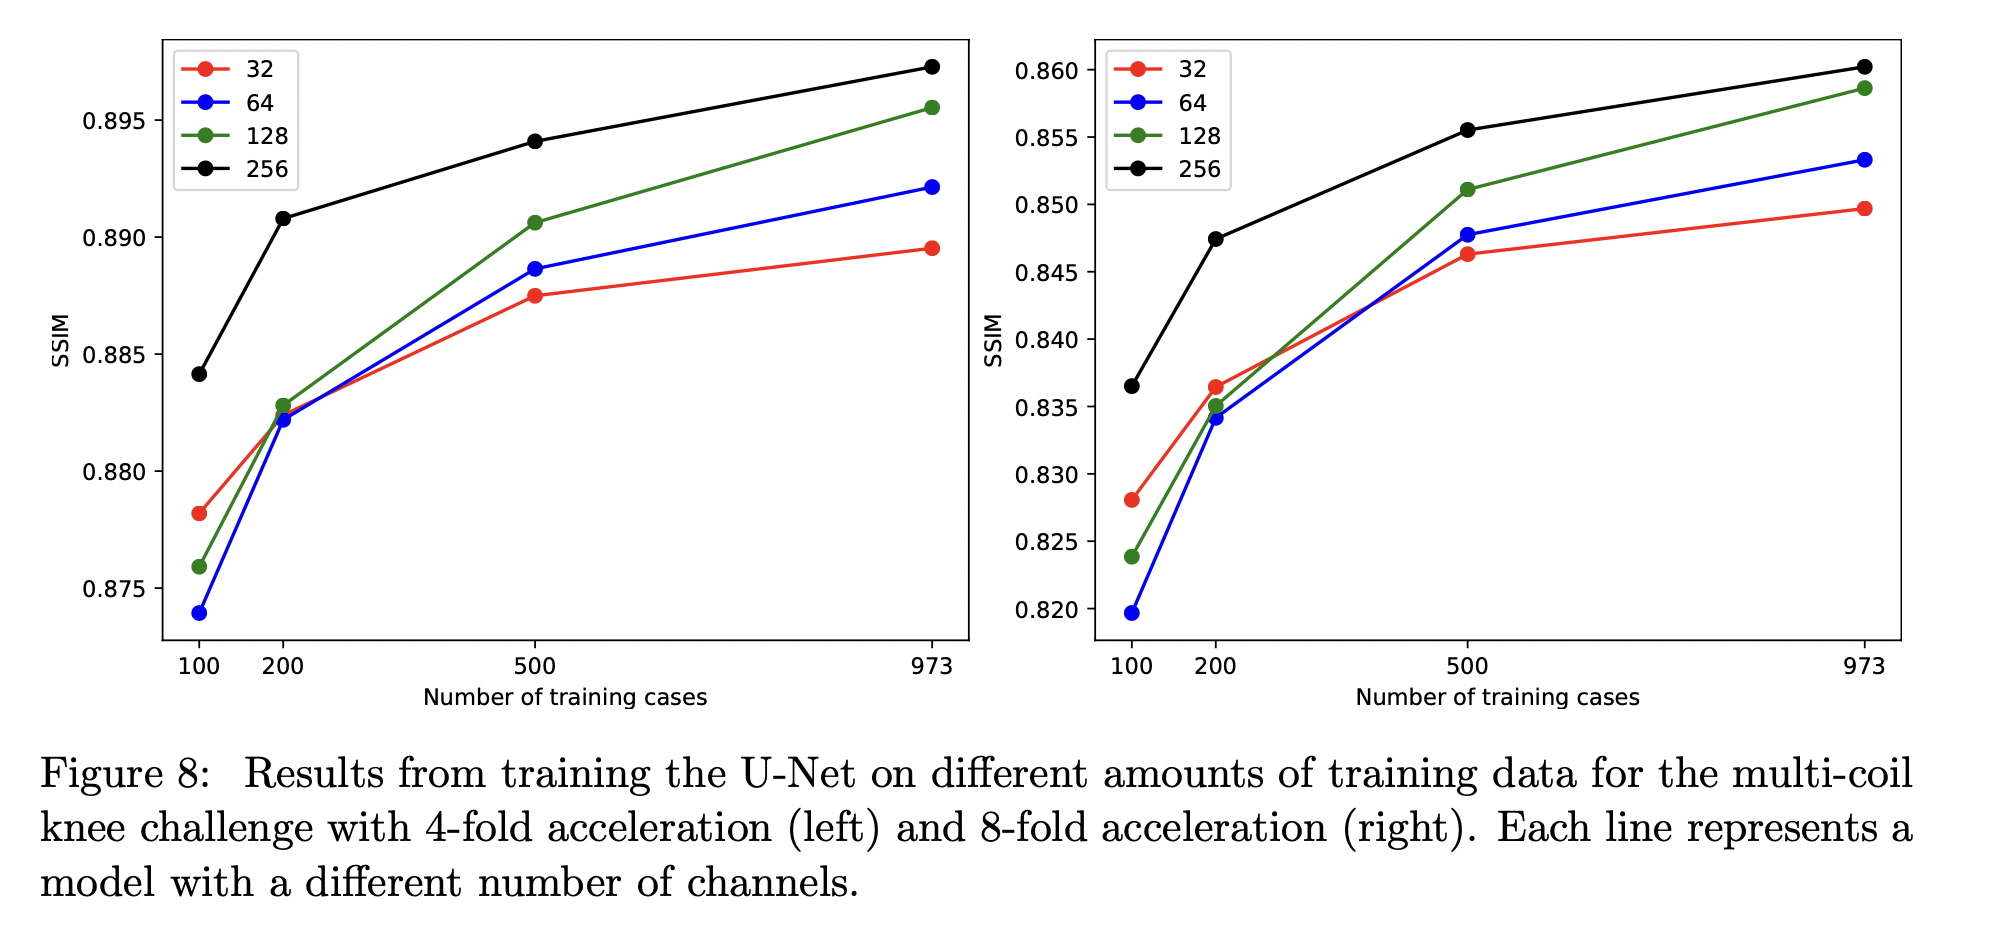 32
64
128
256
0.895
0.890
0.885
0.880
0.875
SSIM
100 200 500 973
Number of training cases
32
64
128
256
0.860
0.855
0.850
0.845
0.840
0.835
0.830
0.825
0.820
SSIM
100 200 500 973
Number of training cases
Figure 8: Results from training the U-Net on different amounts of training data for the multi-coil
knee challenge with 4-fold acceleration (left) and 8-fold acceleration (right). Each line represents a
model with a different number of channels.